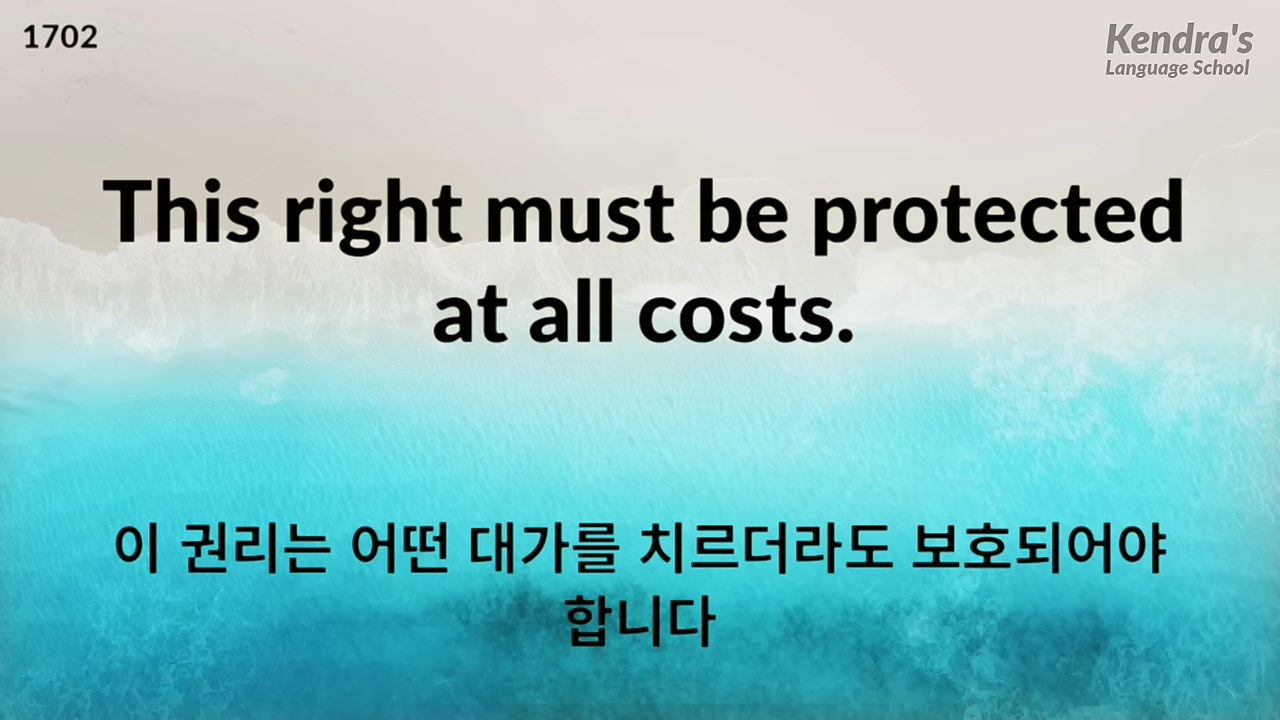 1702
Kendra's
Language School
This right must be protected
at all costs.
이 권리는 어떤 대가를 치르더라도 보호되어야
합니다